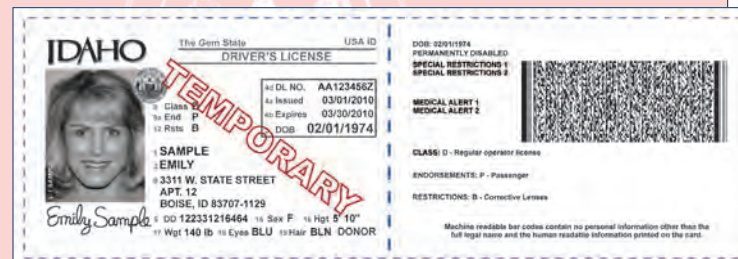 IDAHO
The Gem State USA ID
DRIVER'S LICENSE
4d DL NO. AA123456Z
4a Issued 03/01/2010
4b Expires 03/30/2010
DOB 02/01/1974
9 Class D
9a End P
12 Rsts B
TEMPORARY
1 SAMPLE
2 EMILY
8 3311 W. STATE STREET
APT. 12
BOISE, ID 83707-1129
Emily Sample
5 DD 122331216464 15 Sex F 16 Hgt 5' 10"
17 Wgt 140 lb 18 Eyes BLU 19 Hair BLN DONOR
DOB: 02/01/1974
PERMANENTLY DISABLED
SPECIAL RESTRICTIONS 1
SPECIAL RESTRICTIONS 2
MEDICAL ALERT 1
MEDICAL ALERT 2
CLASS: D - Regular operator license
ENDORSEMENTS: P - Passenger
RESTRICTIONS: B - Corrective Lenses
Machine readable bar codes contain no personal information other than the
full legal name and the human readable information printed on the card.